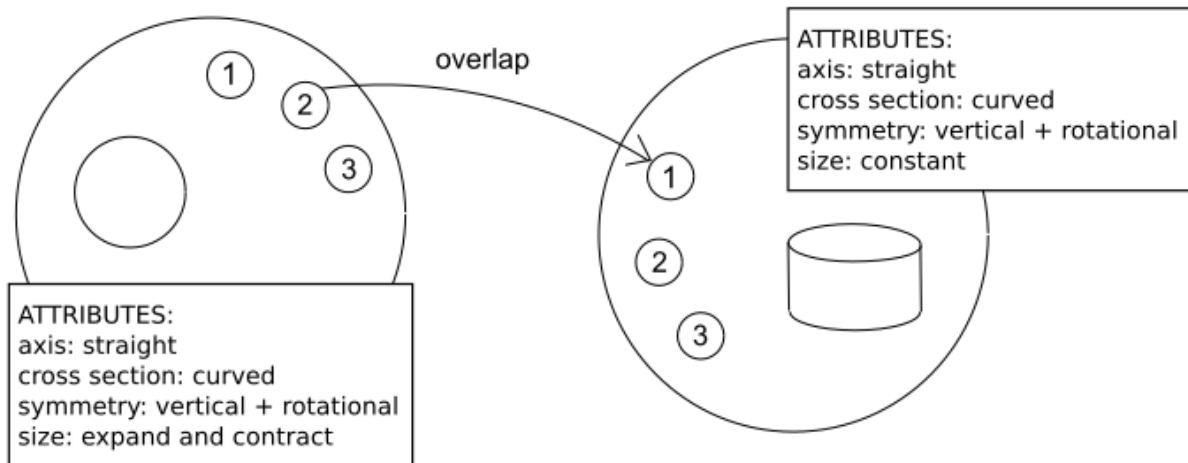 1
2
3
ATTRIBUTES:
axis: straight
cross section: curved
symmetry: vertical + rotational
size: expand and contract
overlap
1
2
3
ATTRIBUTES:
axis: straight
cross section: curved
symmetry: vertical + rotational
size: constant